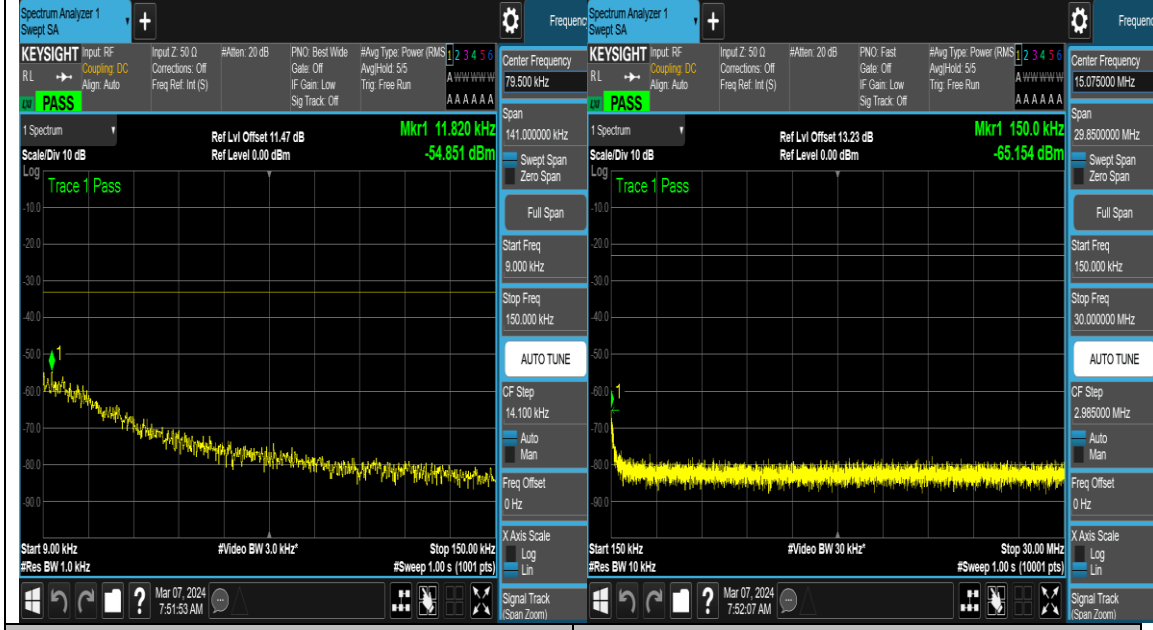 Spectrum Analyzer 1
Swept SA
+
Frequenc
KEYSIGHT Input: RF
R L
Coupling: DC
Align: Auto
Input Z: 50 Ω
Corrections: Off
Freq Ref: Int (S)
#Atten: 20 dB
PNO: Best Wide
Gate: Off
IF Gain: Low
Sig Track: Off
#Avg Type: Power (RMS
Avg|Hold: 5/5
Trig: Free Run
1 2 3 4 5 6
A W W W W W
A A A A A A
LXI PASS
1 Spectrum
Scale/Div 10 dB
Ref Lvl Offset 11.47 dB
Ref Level 0.00 dBm
Mkr1 11.820 kHz
-54.851 dBm
Log
Trace 1 Pass
-10.0
-20.0
-30.0
-40.0
-50.0
-60.0
-70.0
-80.0
-90.0
1
Start 9.00 kHz
#Res BW 1.0 kHz
#Video BW 3.0 kHz*
Stop 150.00 kHz
#Sweep 1.00 s (1001 pts)
Center Frequency
79.500 kHz
Span
141.000000 kHz
Swept Span
Zero Span
Full Span
Start Freq
9.000 kHz
Stop Freq
150.000 kHz
AUTO TUNE
CF Step
14.100 kHz
Auto
Man
Freq Offset
0 Hz
X Axis Scale
Log
Lin
Signal Track
(Span Zoom)
?
Mar 07, 2024
7:51:53 AM
Spectrum Analyzer 1
Swept SA
+
Frequenc
KEYSIGHT Input: RF
R L
Coupling: DC
Align: Auto
Input Z: 50 Ω
Corrections: Off
Freq Ref: Int (S)
#Atten: 20 dB
PNO: Fast
Gate: Off
IF Gain: Low
Sig Track: Off
#Avg Type: Power (RMS
Avg|Hold: 5/5
Trig: Free Run
1 2 3 4 5 6
A W W W W W
A A A A A A
LXI PASS
1 Spectrum
Scale/Div 10 dB
Ref Lvl Offset 13.23 dB
Ref Level 0.00 dBm
Mkr1 150.0 kHz
-65.154 dBm
Log
Trace 1 Pass
-10.0
-20.0
-30.0
-40.0
-50.0
-60.0
-70.0
-80.0
-90.0
1
Start 150 kHz
#Res BW 10 kHz
#Video BW 30 kHz*
Stop 30.00 MHz
#Sweep 1.00 s (10001 pts)
Center Frequency
15.075000 MHz
Span
29.8500000 MHz
Swept Span
Zero Span
Full Span
Start Freq
150.000 kHz
Stop Freq
30.000000 MHz
AUTO TUNE
CF Step
2.985000 MHz
Auto
Man
Freq Offset
0 Hz
X Axis Scale
Log
Lin
Signal Track
(Span Zoom)
?
Mar 07, 2024
7:52:07 AM